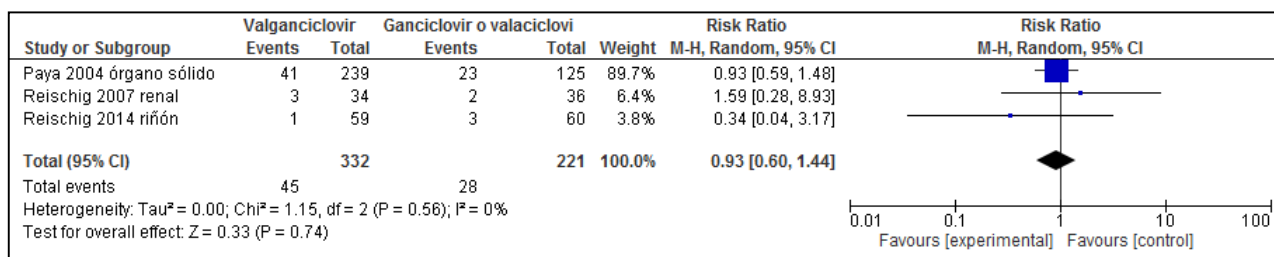 Valganciclovir Ganciclovir o valaciclovi Risk Ratio Risk Ratio
Study or Subgroup Events Total Events Total Weight M-H, Random, 95% CI M-H, Random, 95% CI
Paya 2004 órgano sólido 41 239 23 125 89.7% 0.93 [0.59, 1.48]
Reischig 2007 renal 3 34 2 36 6.4% 1.59 [0.28, 8.93]
Reischig 2014 riñón 1 59 3 60 3.8% 0.34 [0.04, 3.17]
Total (95% CI) 332 221 100.0% 0.93 [0.60, 1.44]
Total events 45 28
Heterogeneity: Tau² = 0.00; Chi² = 1.15, df = 2 (P = 0.56); I² = 0%
Test for overall effect: Z = 0.33 (P = 0.74)
0.01 0.1 1 10 100
Favours [experimental] Favours [control]